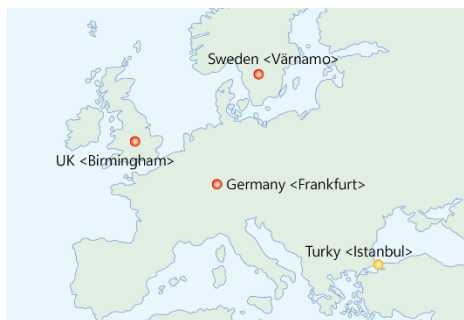 Sweden <Värnamo>
UK <Birmingham>
Germany <Frankfurt>
Turky <Istanbul>